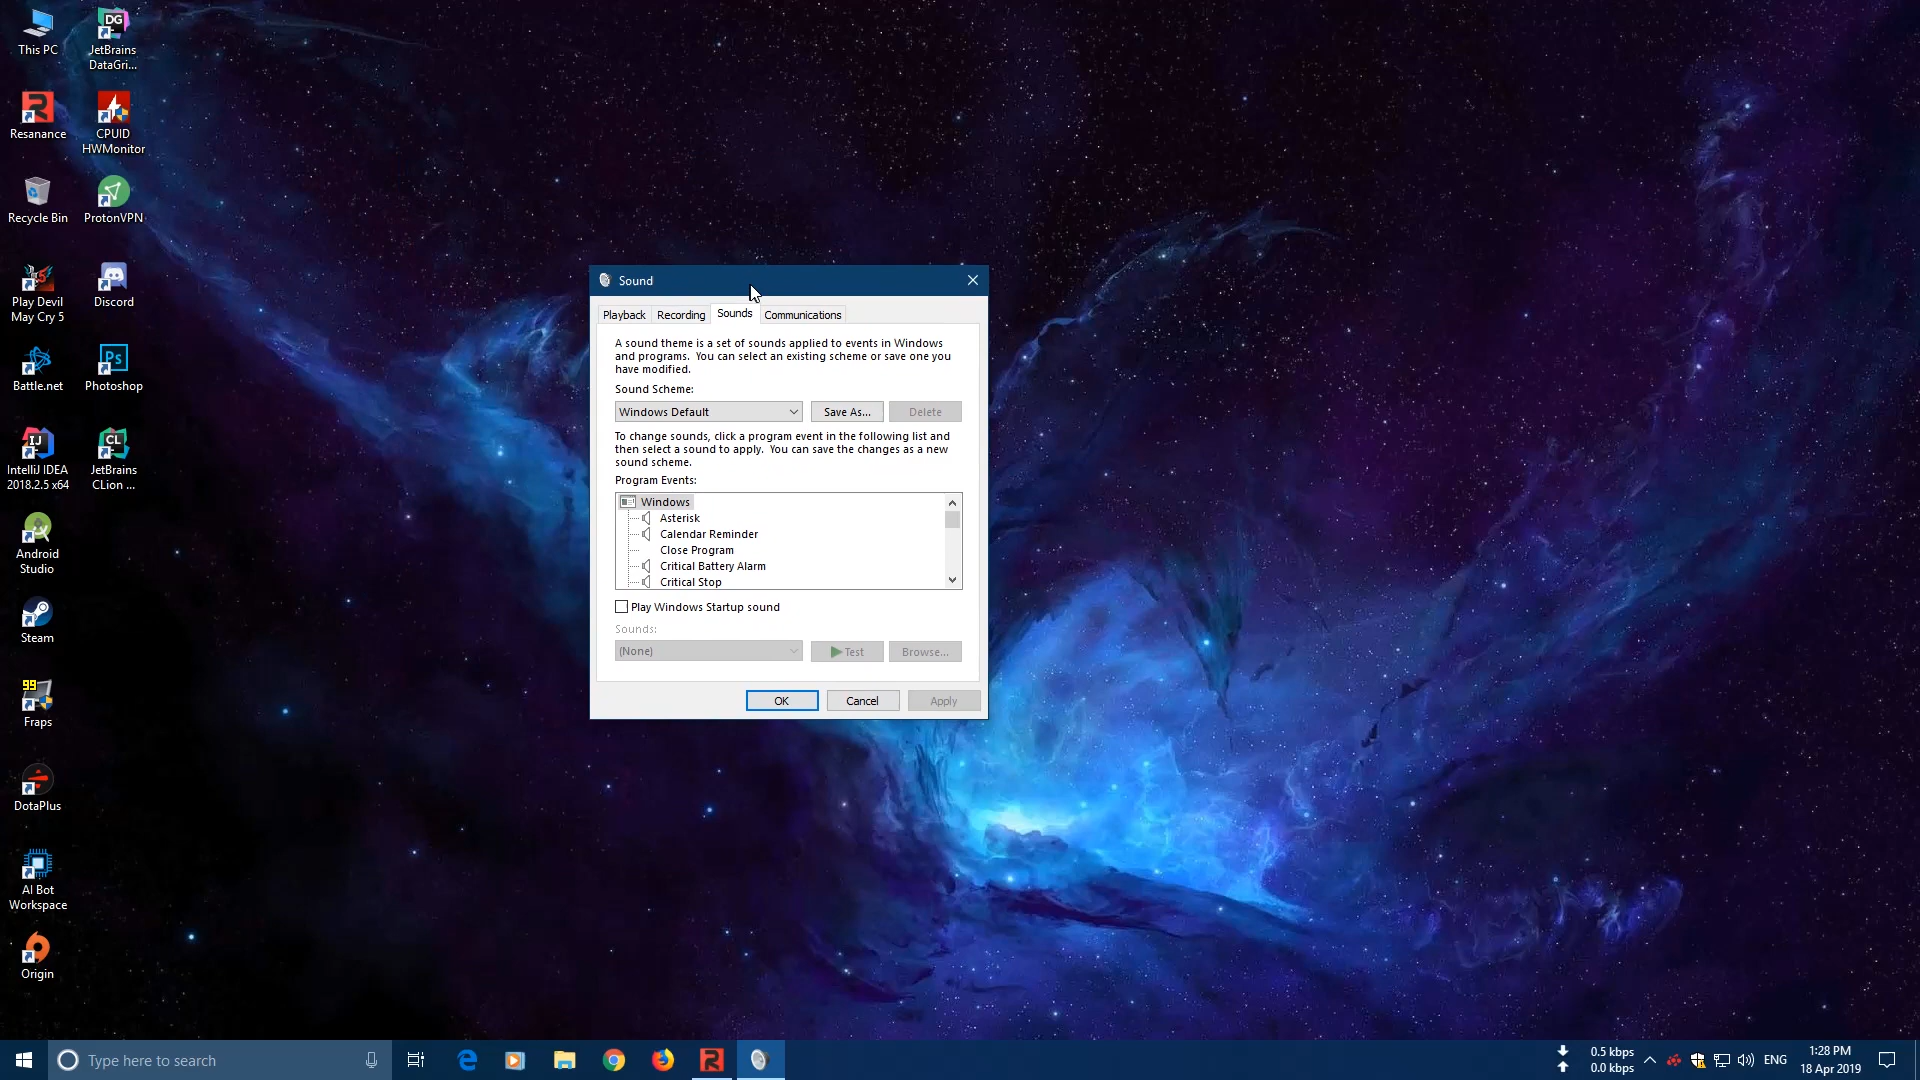 This PC
JetBrains
DataGri...
Resanance
CPUID
HWMonitor
Recycle Bin
ProtonVPN
Play Devil
May Cry 5
Discord
Battle.net
Photoshop
IntelliJ IDEA
2018.2.5 x64
JetBrains
CLion ...
Android
Studio
Steam
99
Fraps
DotaPlus
AI Bot
Workspace
Origin
DG
Ps
IJ
CL
Sound
Playback
Recording
Sounds
Communications
A sound theme is a set of sounds applied to events in Windows
and programs. You can select an existing scheme or save one you
have modified.
Sound Scheme:
Windows Default
Save As...
Delete
To change sounds, click a program event in the following list and
then select a sound to apply. You can save the changes as a new
sound scheme.
Program Events:
Windows
Asterisk
Calendar Reminder
Close Program
Critical Battery Alarm
Critical Stop
Play Windows Startup sound
Sounds:
(None)
Test
Browse...
OK
Cancel
Apply
Type here to search
0.5 kbps
0.0 kbps
ENG
1:28 PM
18 Apr 2019